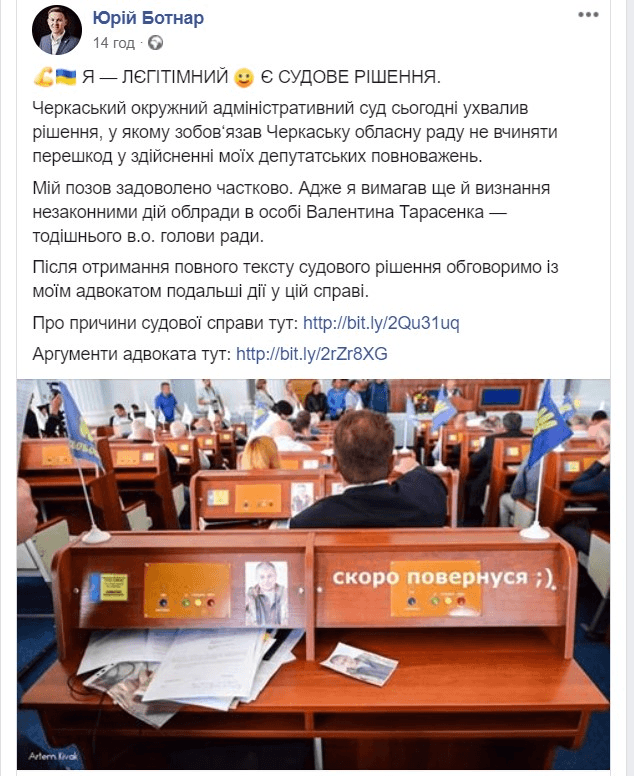 Юрій Ботнар
14 год ·
💪🇺🇦 Я — ЛЄГІТІМНИЙ 😀 Є СУДОВЕ РІШЕННЯ.
Черкаський окружний адміністративний суд сьогодні ухвалив
рішення, у якому зобов'язав Черкаську обласну раду не вчиняти
перешкод у здійсненні моїх депутатських повноважень.
Мій позов задоволено частково. Адже я вимагав ще й визнання
незаконними дій облради в особі Валентина Тарасенка —
тодішнього в.о. голови ради.
Після отримання повного тексту судового рішення обговоримо із
моїм адвокатом подальші дії у цій справі.
Про причини судової справи тут: http://bit.ly/2Qu31uq
Аргументи адвоката тут: http://bit.ly/2rZr8XG
скоро повернуся ;)
Artem Kivak